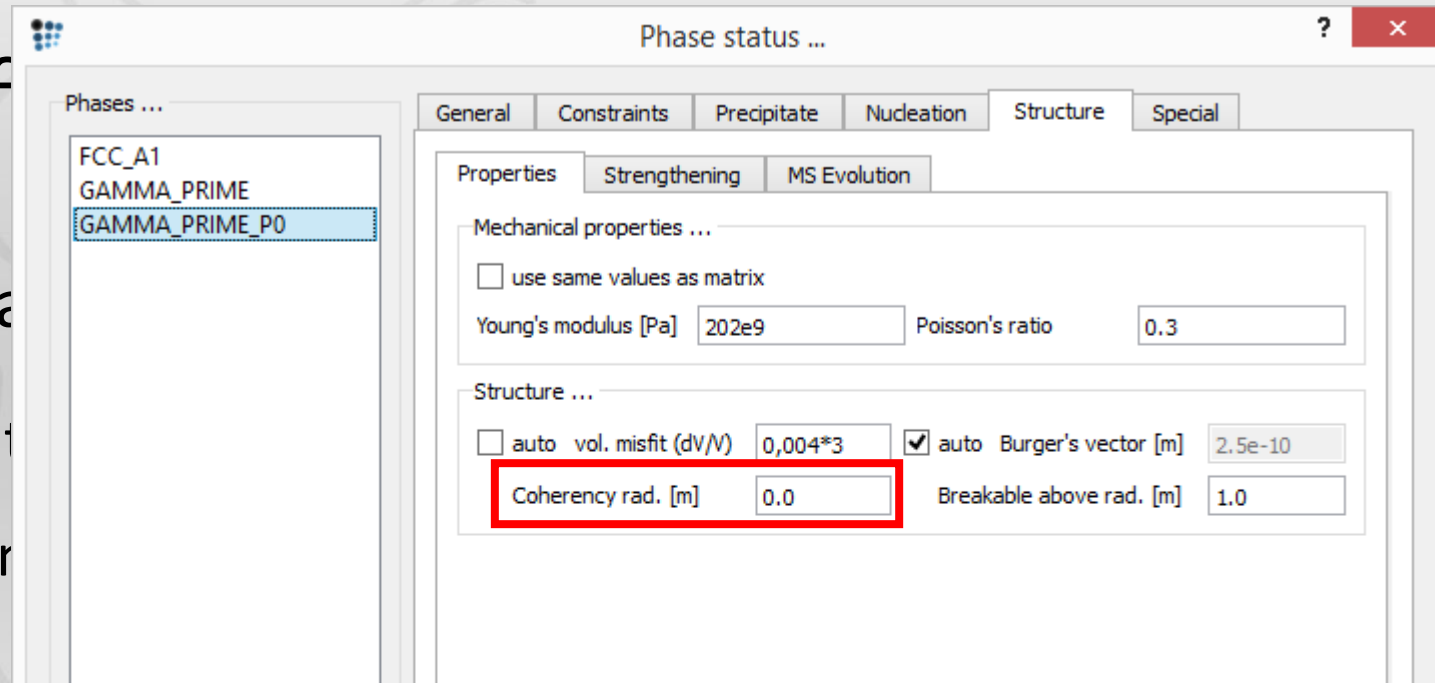 Phase status ...
?
Phases ...
FCC_A1
GAMMA_PRIME
GAMMA_PRIME_P0
General Constraints Precipitate Nucleation Structure Special
Properties Strengthening MS Evolution
Mechanical properties ...
use same values as matrix
Young's modulus [Pa] 202e9 Poisson's ratio 0.3
Structure ...
auto vol. misfit (dV/V) 0,004*3 auto Burger's vector [m] 2.5e-10
Coherency rad. [m] 0.0 Breakable above rad. [m] 1.0